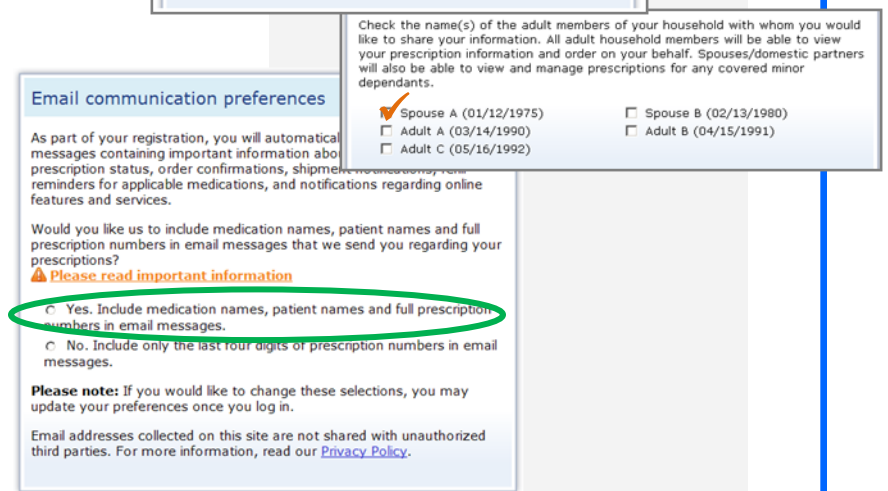 Check the name(s) of the adult members of your household with whom you would
like to share your information. All adult household members will be able to view
your prescription information and order on your behalf. Spouses/domestic partners
will also be able to view and manage prescriptions for any covered minor
dependants.
Spouse A (01/12/1975)
Spouse B (02/13/1980)
Adult A (03/14/1990)
Adult B (04/15/1991)
Adult C (05/16/1992)
Email communication preferences
As part of your registration, you will
messages containing important information
prescription status, order confirmations,
reminders for applicable medications, and notifications regarding online
features and services.
Would you like us to include medication names, patient names and full
prescription numbers in email messages that we send you regarding your
prescriptions?
Please read important information
Yes. Include medication names, patient names and full prescription
numbers in email messages.
No. Include only the last four digits of prescription numbers in email
messages.
Please note: If you would like to change these selections, you may
update your preferences once you log in.
Email addresses collected on this site are not shared with unauthorized
third parties. For more information, read our Privacy Policy.